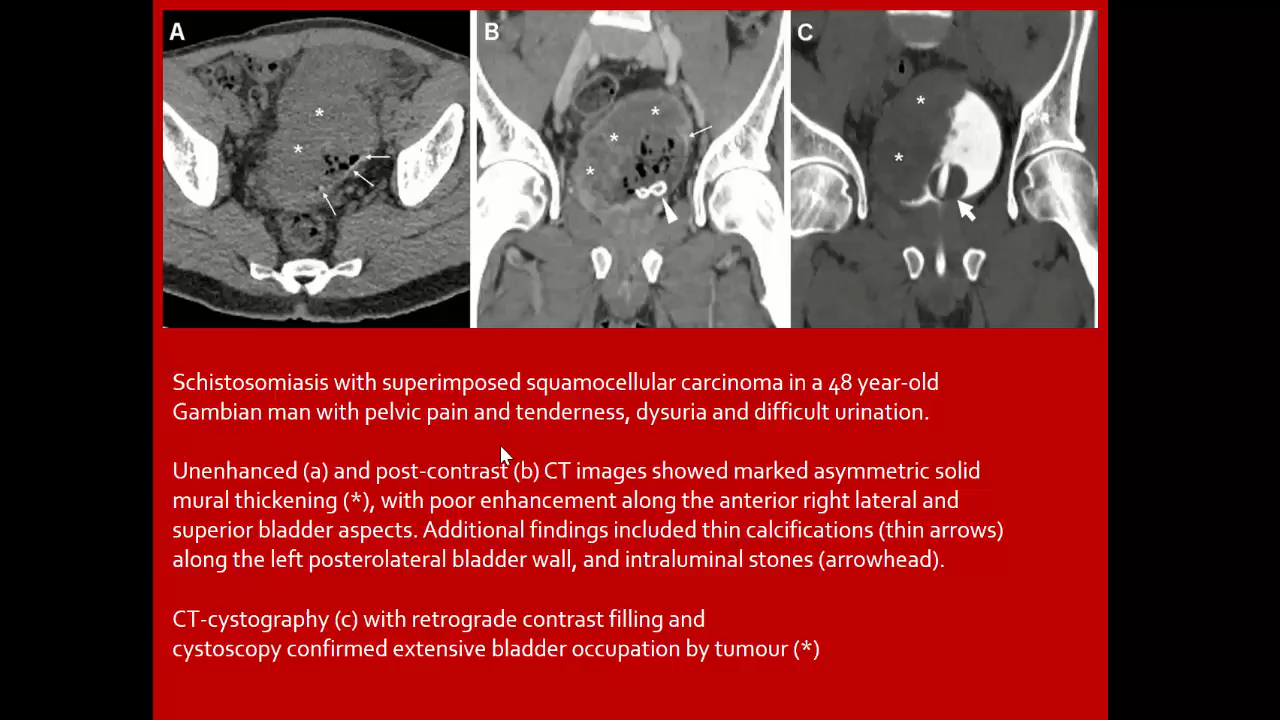 A B C
* * * * * * *
Schistosomiasis with superimposed squamocellular carcinoma in a 48 year-old
Gambian man with pelvic pain and tenderness, dysuria and difficult urination.
Unenhanced (a) and post-contrast (b) CT images showed marked asymmetric solid
mural thickening (*), with poor enhancement along the anterior right lateral and
superior bladder aspects. Additional findings included thin calcifications (thin arrows)
along the left posterolateral bladder wall, and intraluminal stones (arrowhead).
CT-cystography (c) with retrograde contrast filling and
cystoscopy confirmed extensive bladder occupation by tumour (*)